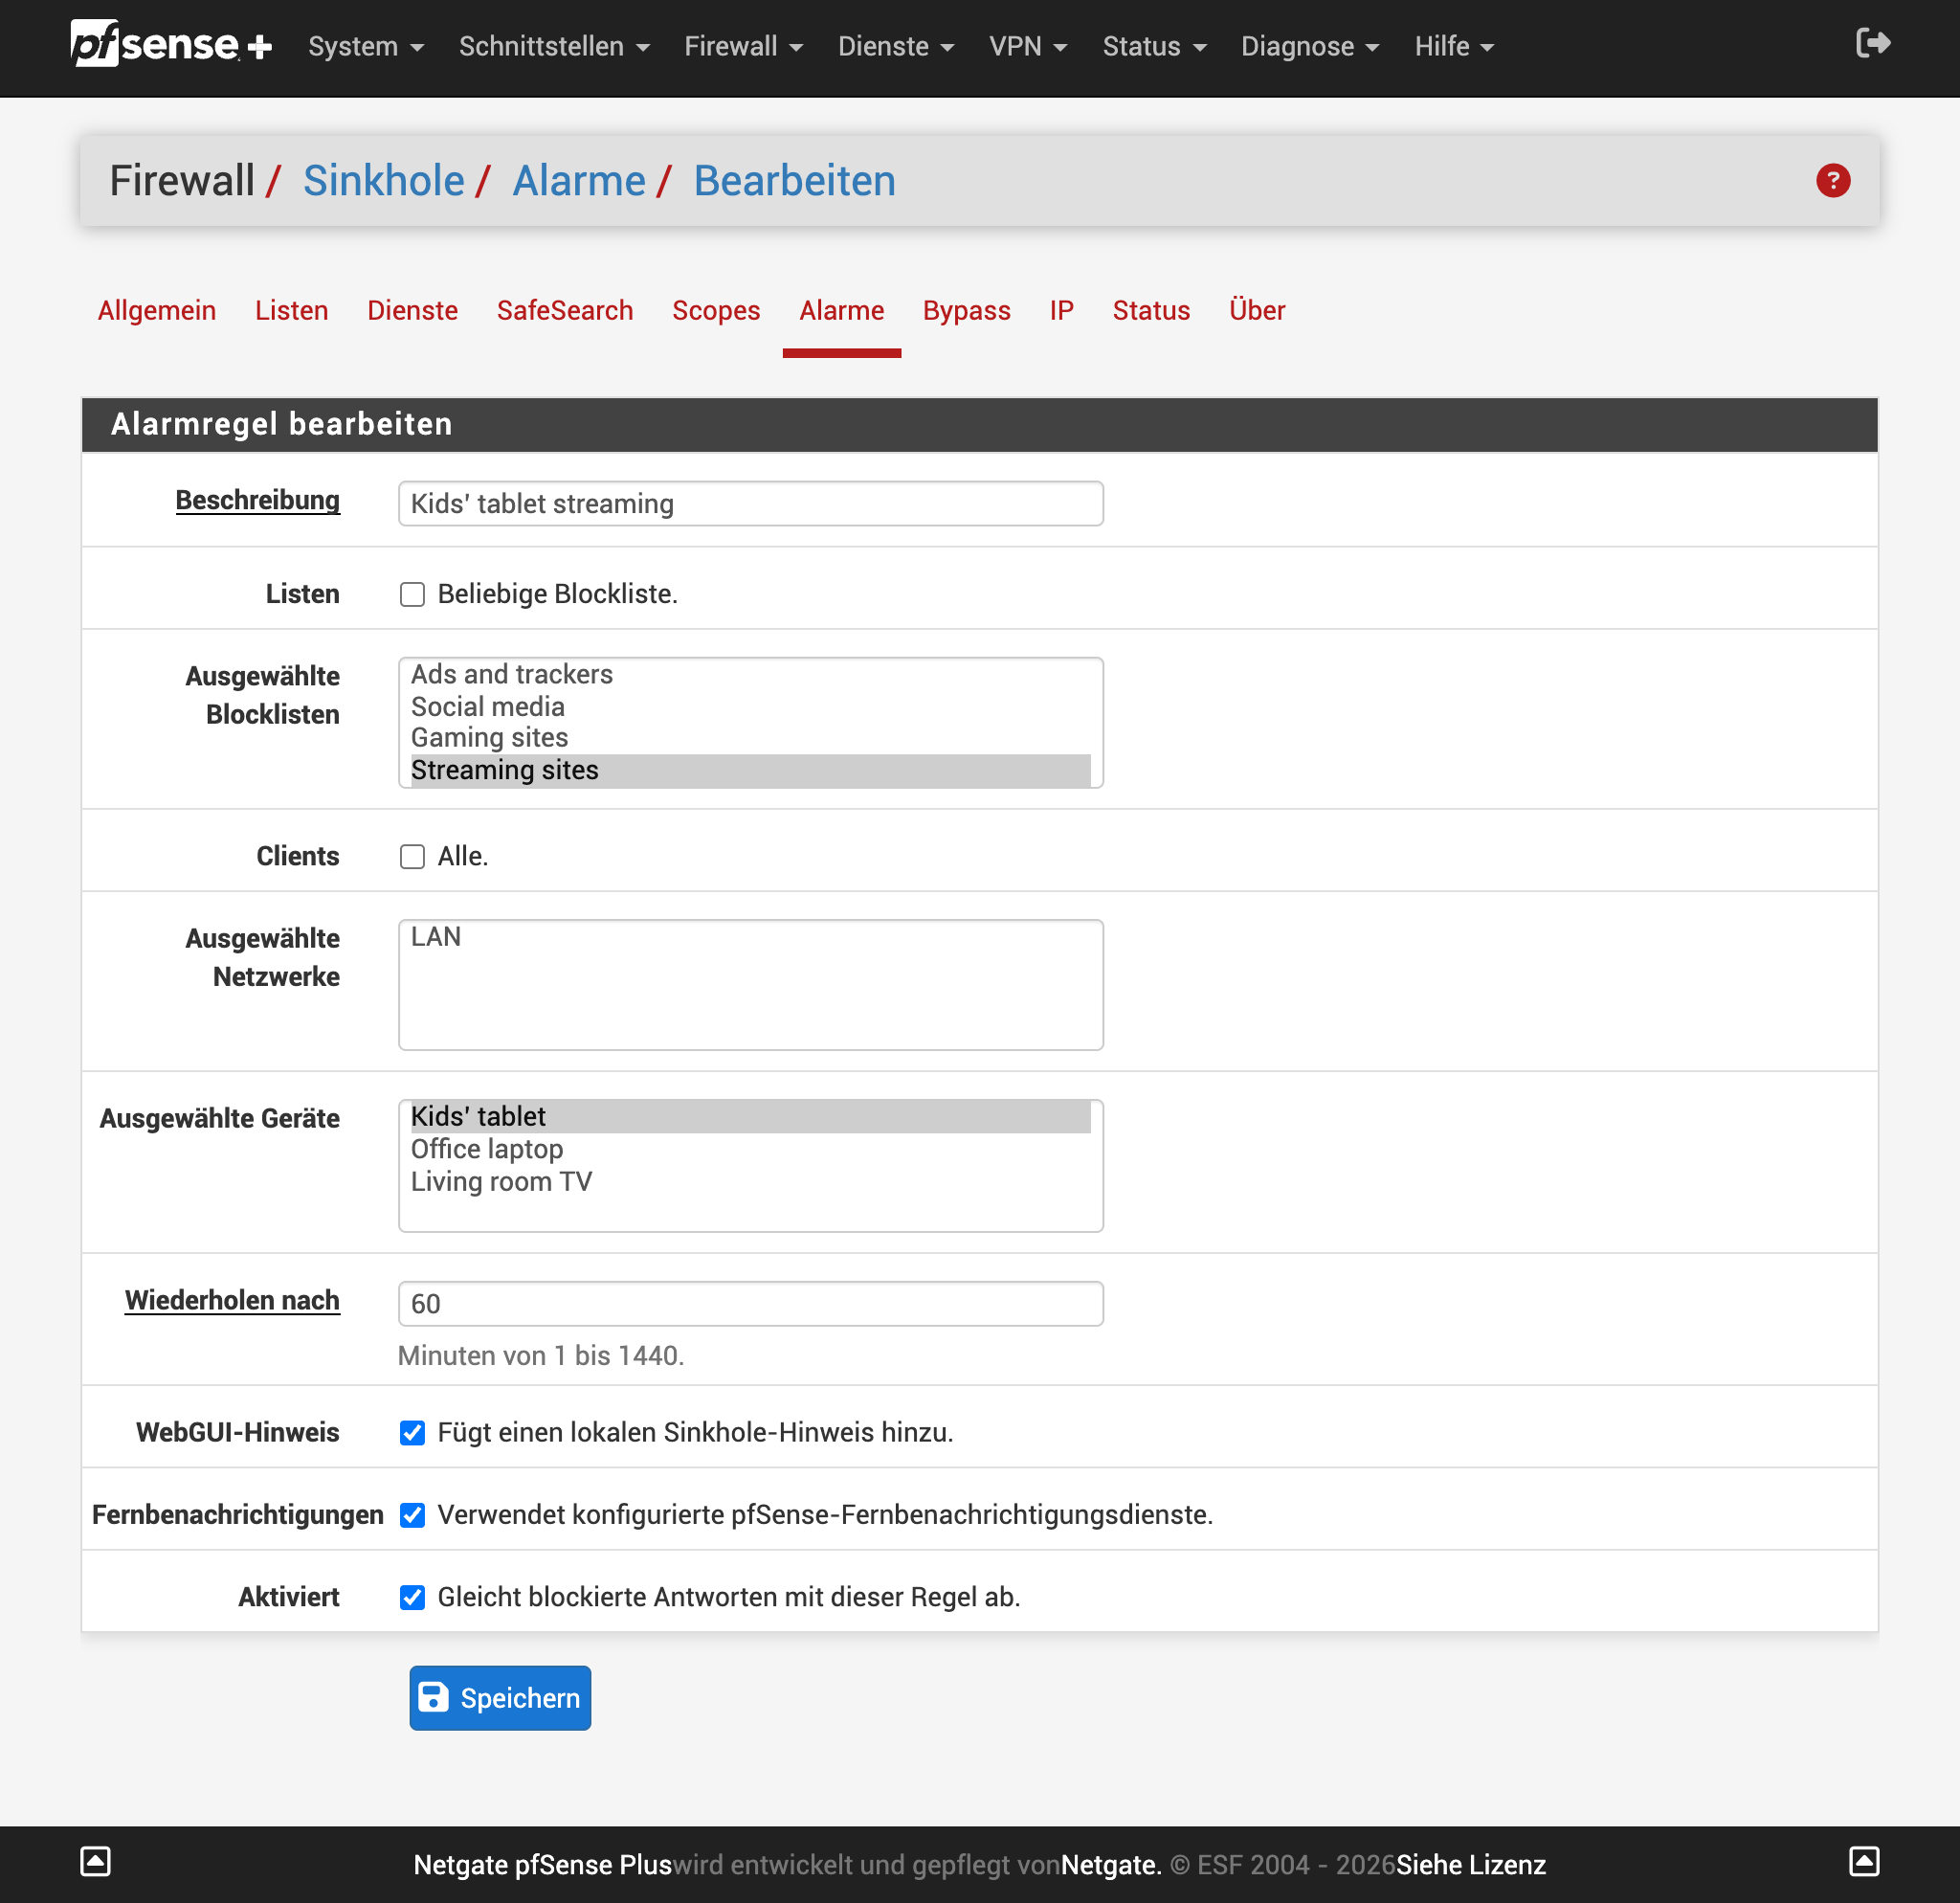 pfsense +
System
Schnittstellen
Firewall
Dienste
VPN
Status
Diagnose
Hilfe
Firewall / Sinkhole / Alarme / Bearbeiten
?
Allgemein
Listen
Dienste
SafeSearch
Scopes
Alarme
Bypass
IP
Status
Über
Alarmregel bearbeiten
Beschreibung
Kids' tablet streaming
Listen
Beliebige Blockliste.
Ausgewählte
Blocklisten
Ads and trackers
Social media
Gaming sites
Streaming sites
Clients
Alle.
Ausgewählte
Netzwerke
LAN
Ausgewählte Geräte
Kids' tablet
Office laptop
Living room TV
Wiederholen nach
60
Minuten von 1 bis 1440.
WebGUI-Hinweis
Fügt einen lokalen Sinkhole-Hinweis hinzu.
Fernbenachrichtigungen
Verwendet konfigurierte pfSense-Fernbenachrichtigungsdienste.
Aktiviert
Gleicht blockierte Antworten mit dieser Regel ab.
Speichern
Netgate pfSense Pluswird entwickelt und gepflegt vonNetgate. © ESF 2004 - 2026Siehe Lizenz